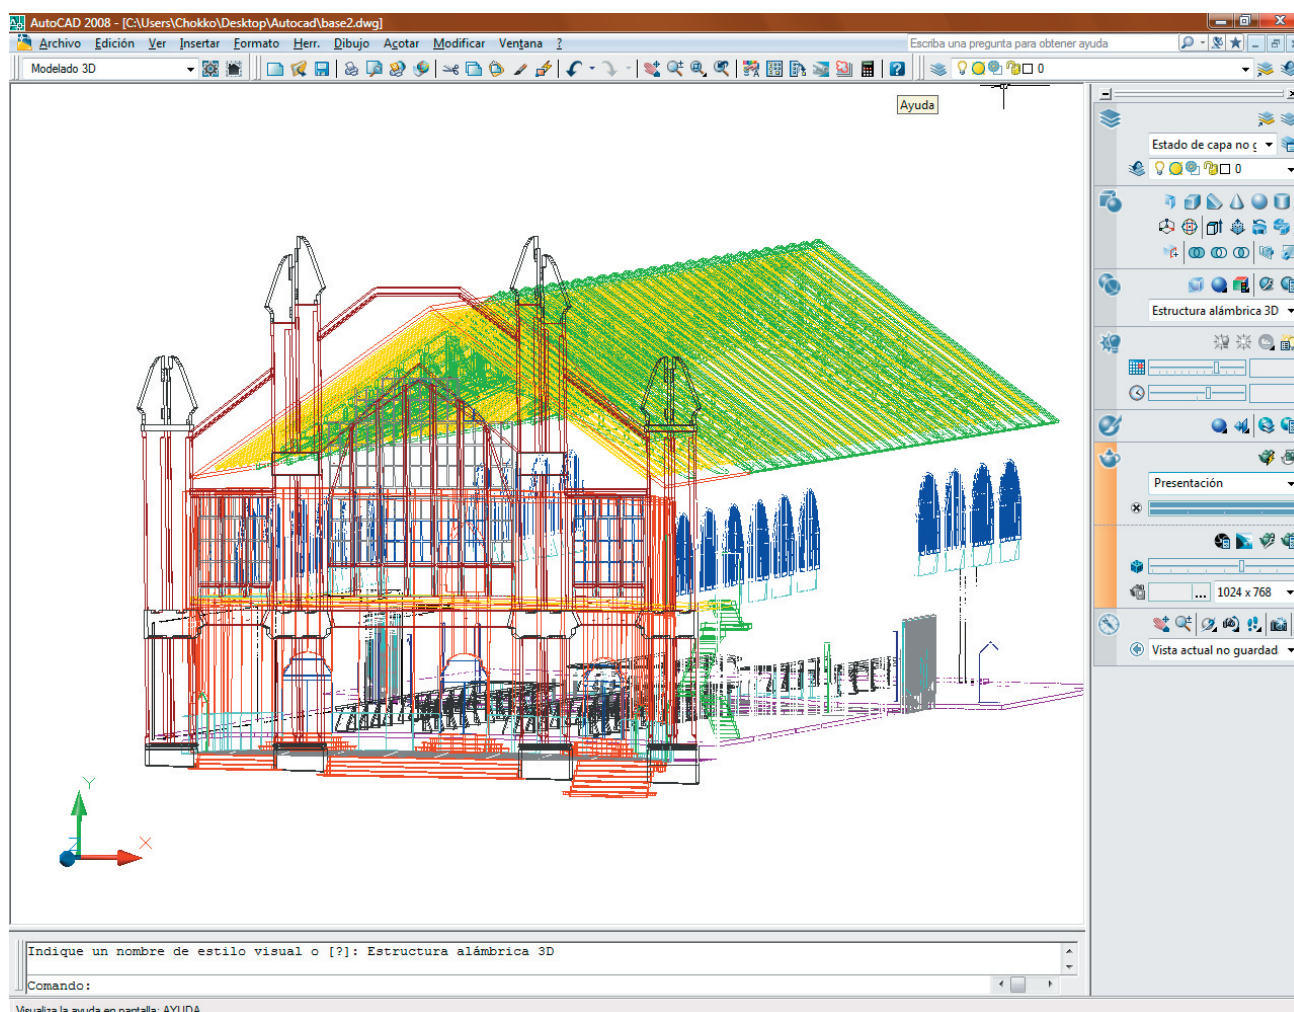 AutoCAD 2008 - [C:\Users\Chokko\Desktop\Autocad\base2.dwg]
Archivo Edición Ver Insertar Formato Herr. Dibujo Acotar Modificar Ventana ?
Escriba una pregunta para obtener ayuda
Modelado 3D
0
Ayuda
Estado de capa no g
0
Estructura alámbrica 3D
Presentación
... 1024 x 768
Vista actual no guardad
Y
X
Z
Indique un nombre de estilo visual o [?]: Estructura alámbrica 3D
Comando:
Visualiza la ayuda en pantalla: AYUDA